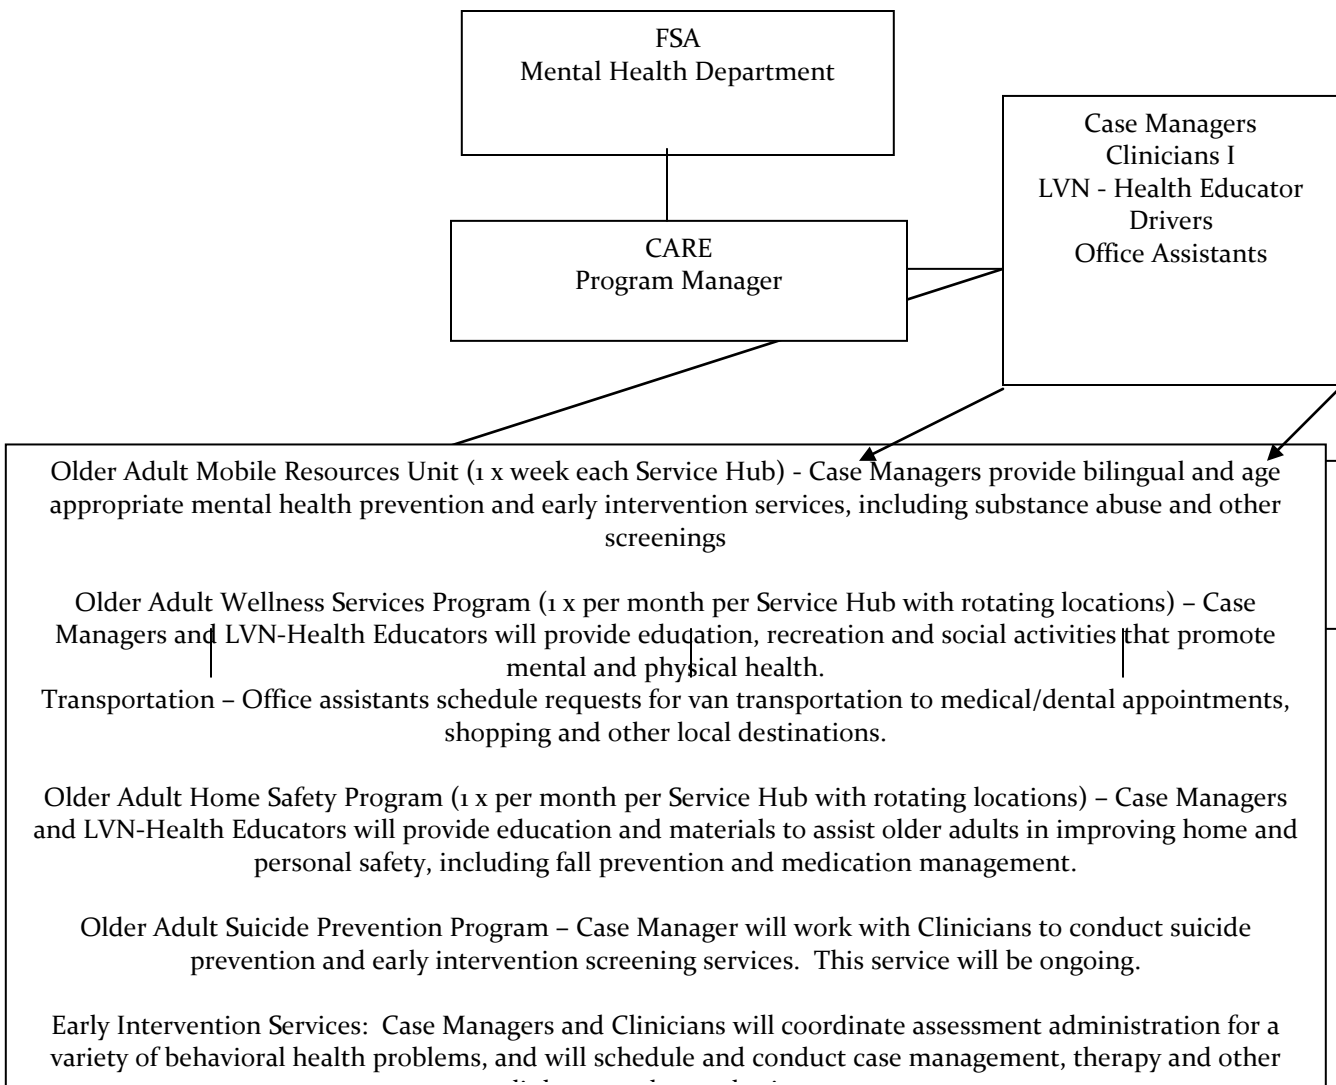 FSA
Mental Health Department
Case Managers
Clinicians I
LVN - Health Educator
Drivers
Office Assistants
CARE
Program Manager
Older Adult Mobile Resources Unit (1 x week each Service Hub) - Case Managers provide bilingual and age
appropriate mental health prevention and early intervention services, including substance abuse and other
screenings
Older Adult Wellness Services Program (1 x per month per Service Hub with rotating locations) – Case
Managers and LVN-Health Educators will provide education, recreation and social activities that promote
mental and physical health.
Transportation – Office assistants schedule requests for van transportation to medical/dental appointments,
shopping and other local destinations.
Older Adult Home Safety Program (1 x per month per Service Hub with rotating locations) – Case Managers
and LVN-Health Educators will provide education and materials to assist older adults in improving home and
personal safety, including fall prevention and medication management.
Older Adult Suicide Prevention Program – Case Manager will work with Clinicians to conduct suicide
prevention and early intervention screening services.  This service will be ongoing.
Early Intervention Services:  Case Managers and Clinicians will coordinate assessment administration for a
variety of behavioral health problems, and will schedule and conduct case management, therapy and other